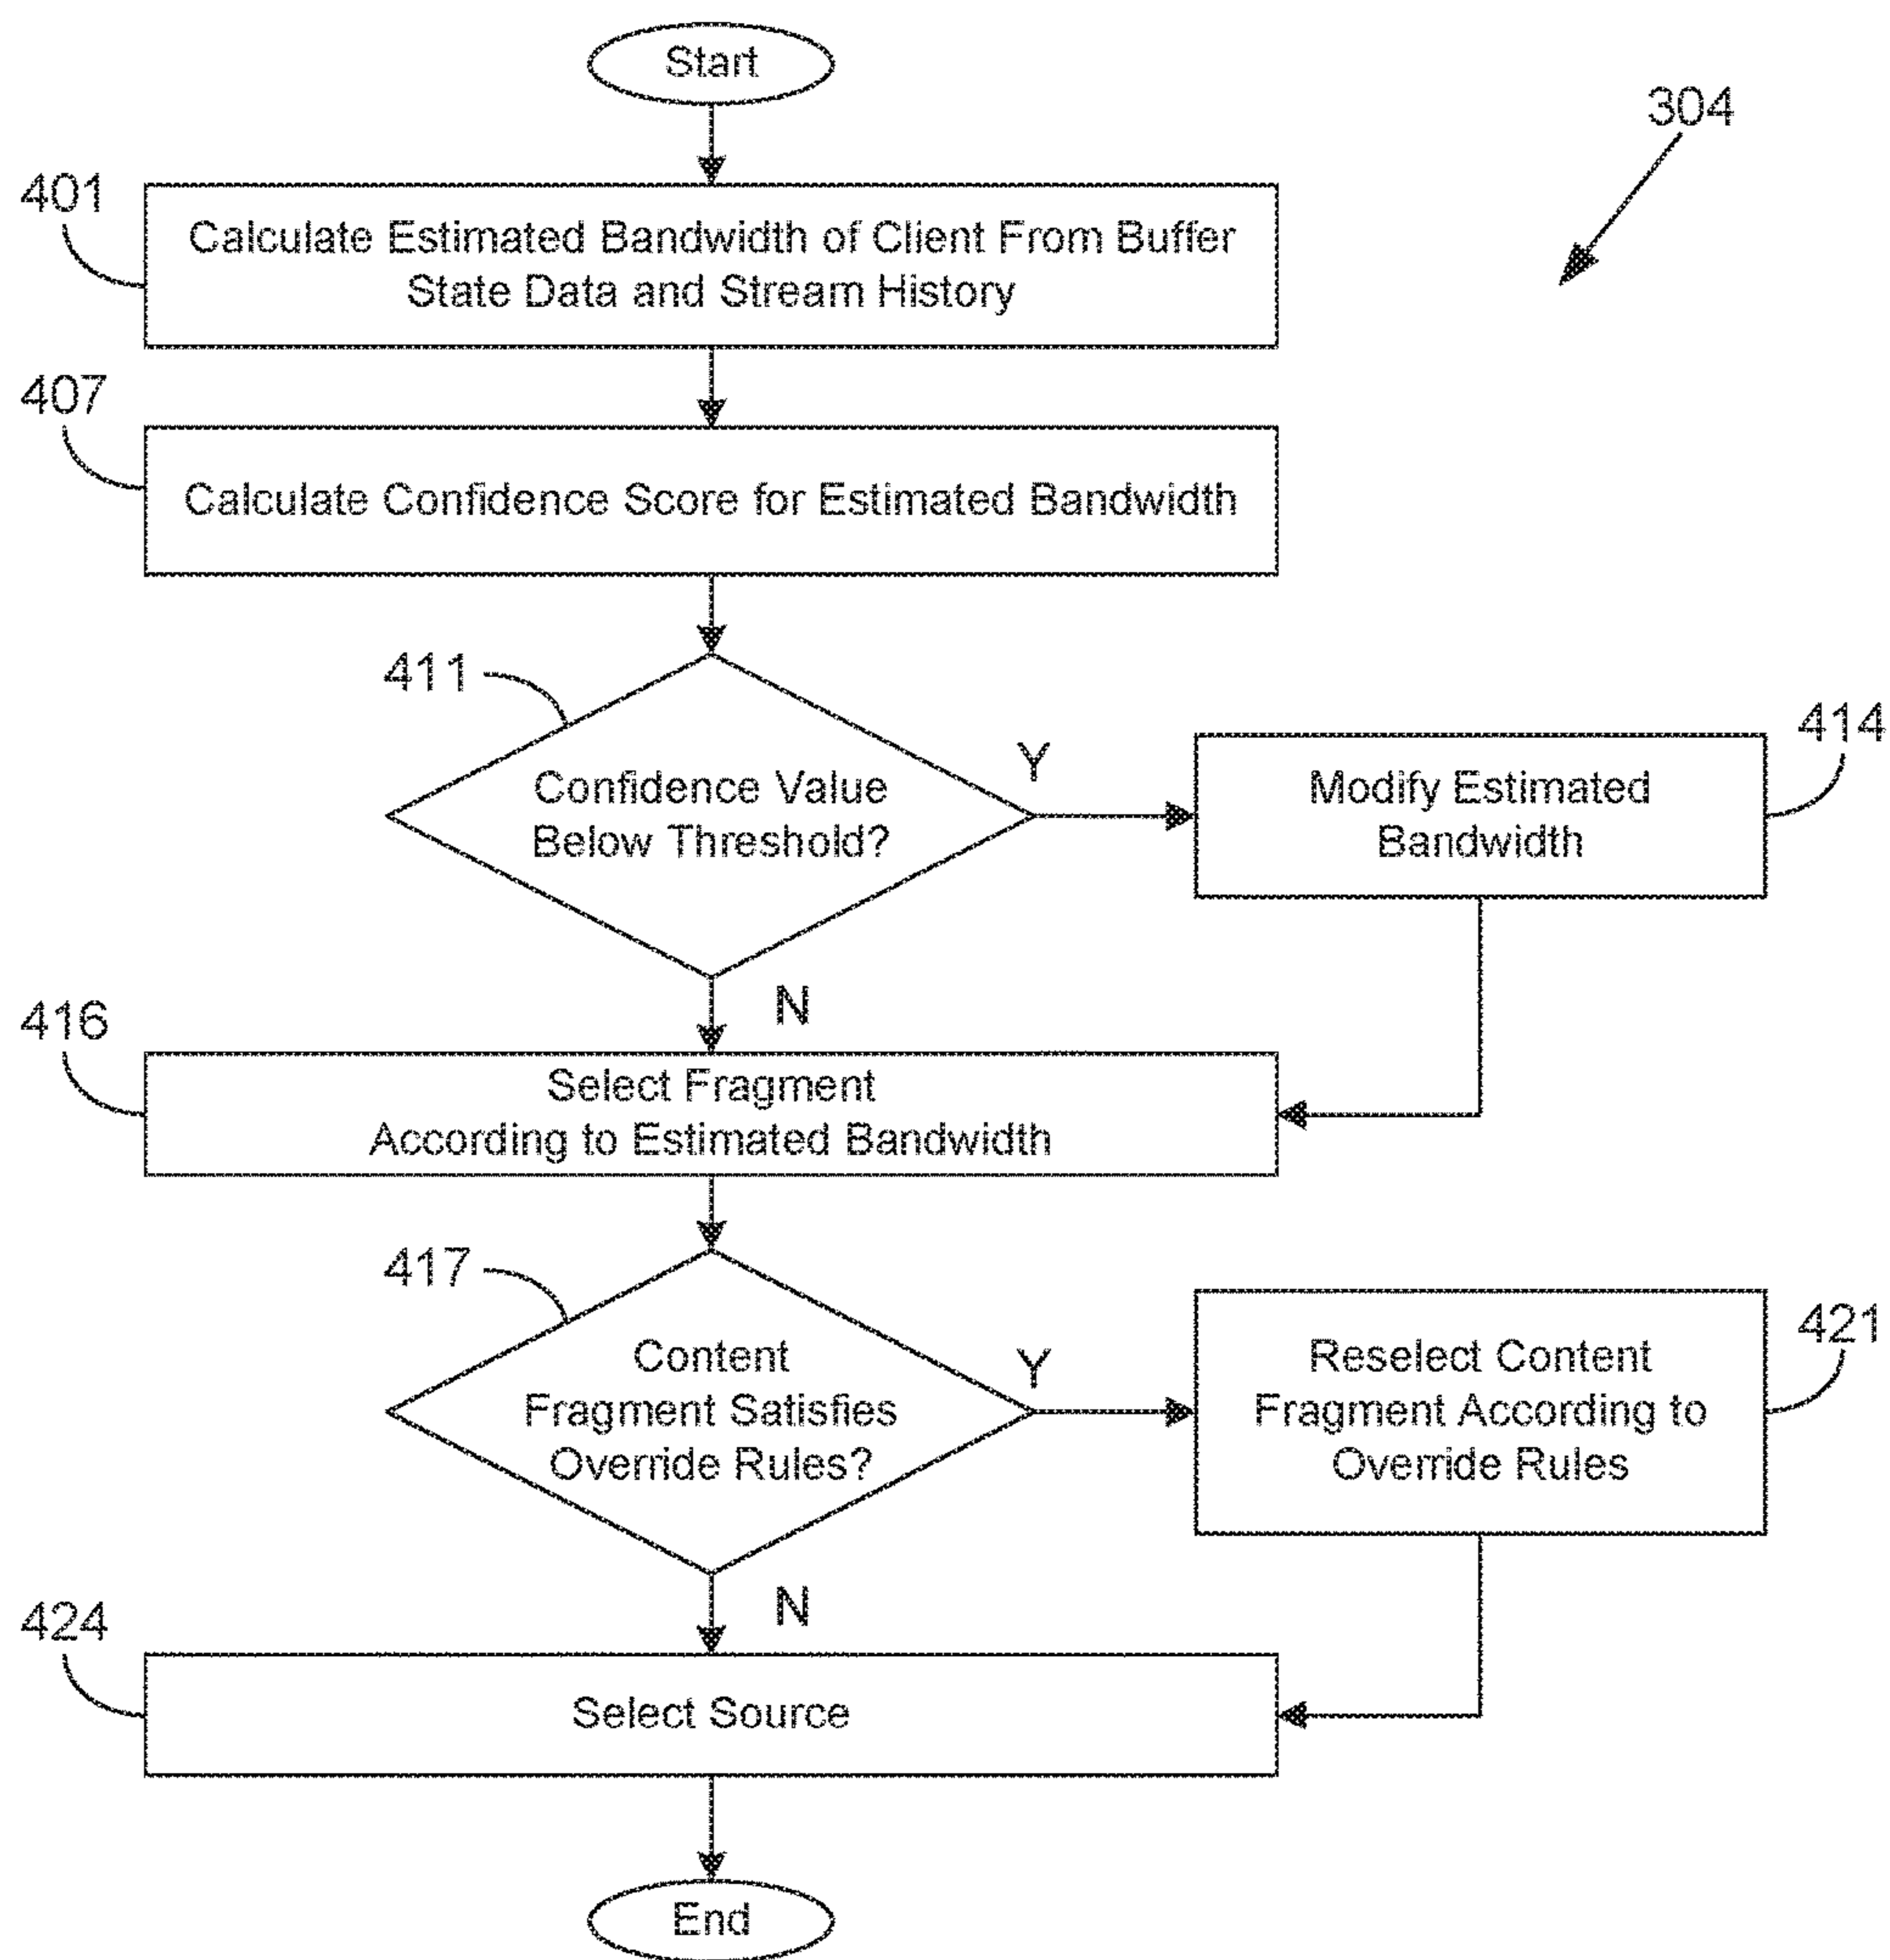 Start
304
401
Calculate Estimated Bandwidth of Client From Buffer
State Data and Stream History
407
Calculate Confidence Score for Estimated Bandwidth
411
Confidence Value
Below Threshold?
Y
414
Modify Estimated
Bandwidth
N
416
Select Fragment
According to Estimated Bandwidth
417
Content
Fragment Satisfies
Override Rules?
Y
421
Reselect Content
Fragment According to
Override Rules
N
424
Select Source
End